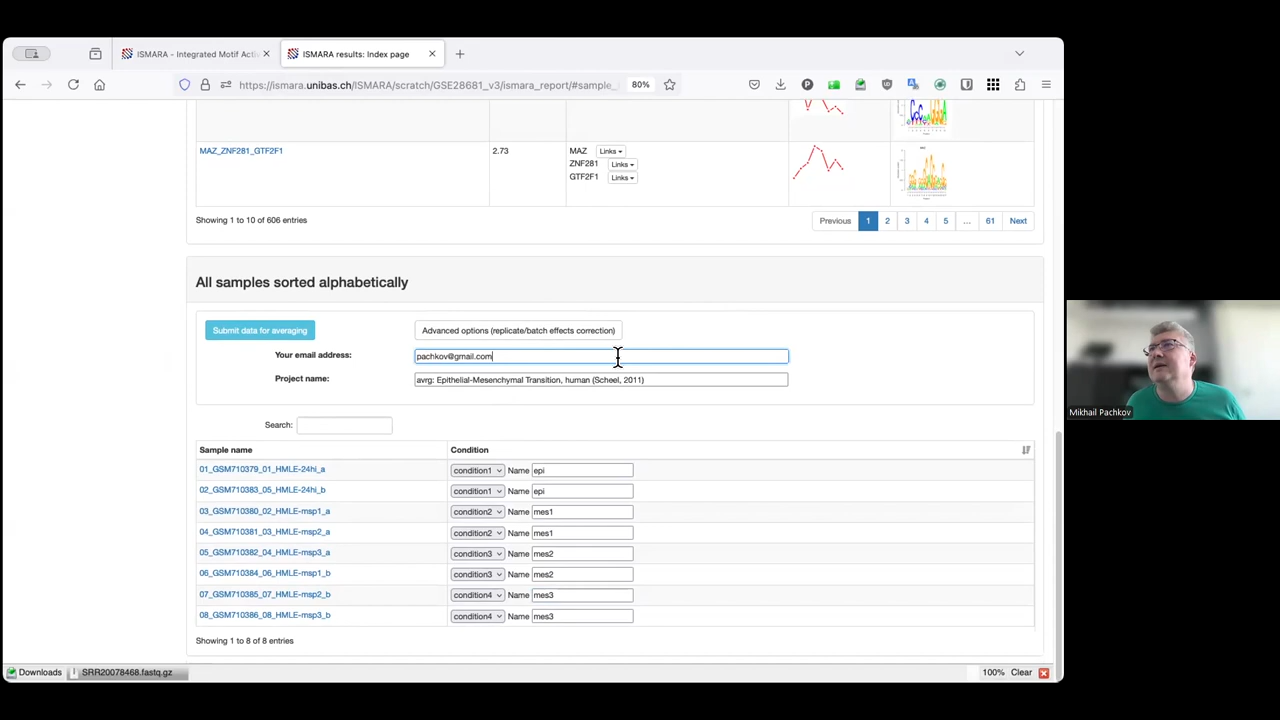 ISMARA - Integrated Motif Activ
ISMARA results: Index page
https://ismara.unibas.ch/ISMARA/scratch/GSE28681_v3/ismara_report/#sample_
80%
MAZ_ZNF281_GTF2F1
2.73
MAZ Links
ZNF281 Links
GTF2F1 Links
Showing 1 to 10 of 606 entries
Previous 1 2 3 4 5 … 61 Next
All samples sorted alphabetically
Submit data for averaging
Advanced options (replicate/batch effects correction)
Your email address: pachkov@gmail.com
Project name: avrg: Epithelial-Mesenchymal Transition, human (Scheel, 2011)
Search:
Sample name Condition
01_GSM710379_01_HMLE-24hi_a condition1 Name epi
02_GSM710383_05_HMLE-24hi_b condition1 Name epi
03_GSM710380_02_HMLE-msp1_a condition2 Name mes1
04_GSM710381_03_HMLE-msp2_a condition2 Name mes1
05_GSM710382_04_HMLE-msp3_a condition3 Name mes2
06_GSM710384_06_HMLE-msp1_b condition3 Name mes2
07_GSM710385_07_HMLE-msp2_b condition4 Name mes3
08_GSM710386_08_HMLE-msp3_b condition4 Name mes3
Showing 1 to 8 of 8 entries
Downloads SRR20078468.fastq.gz 100% Clear
Mikhail Pachkov